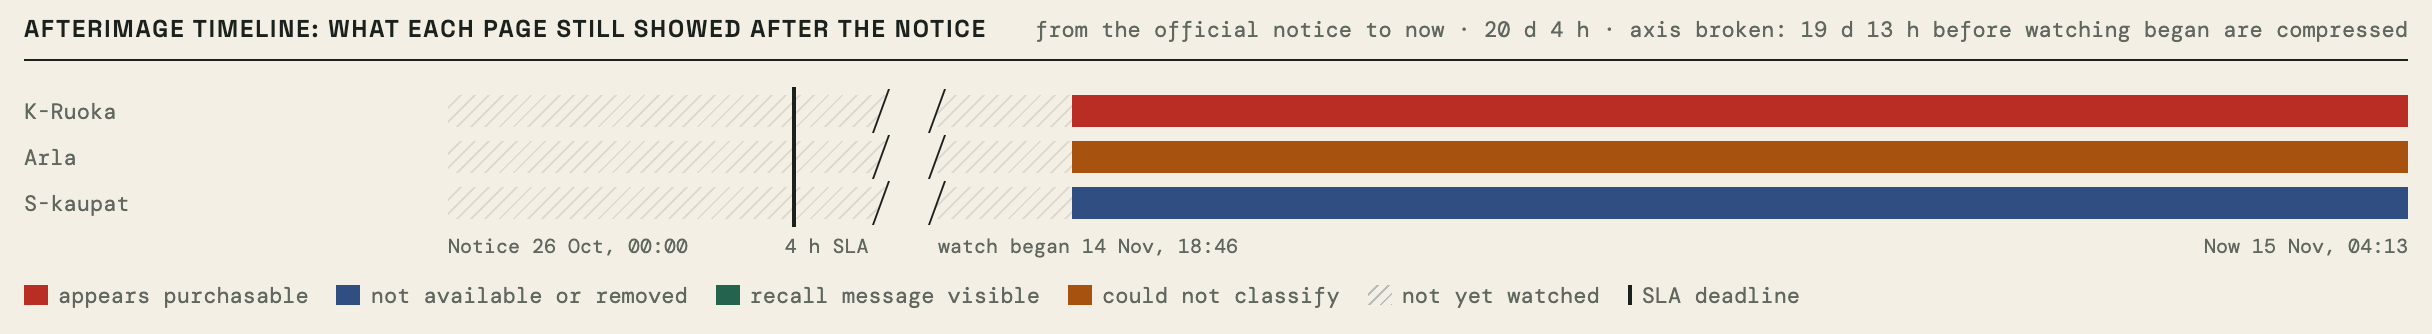 AFTERIMAGE TIMELINE: WHAT EACH PAGE STILL SHOWED AFTER THE NOTICE
from the official notice to now · 20 d 4 h · axis broken: 19 d 13 h before watching began are compressed
K-Ruoka
Arla
S-kaupat
Notice 26 Oct, 00:00
4 h SLA
watch began 14 Nov, 18:46
Now 15 Nov, 04:13
appears purchasable
not available or removed
recall message visible
could not classify
not yet watched
SLA deadline